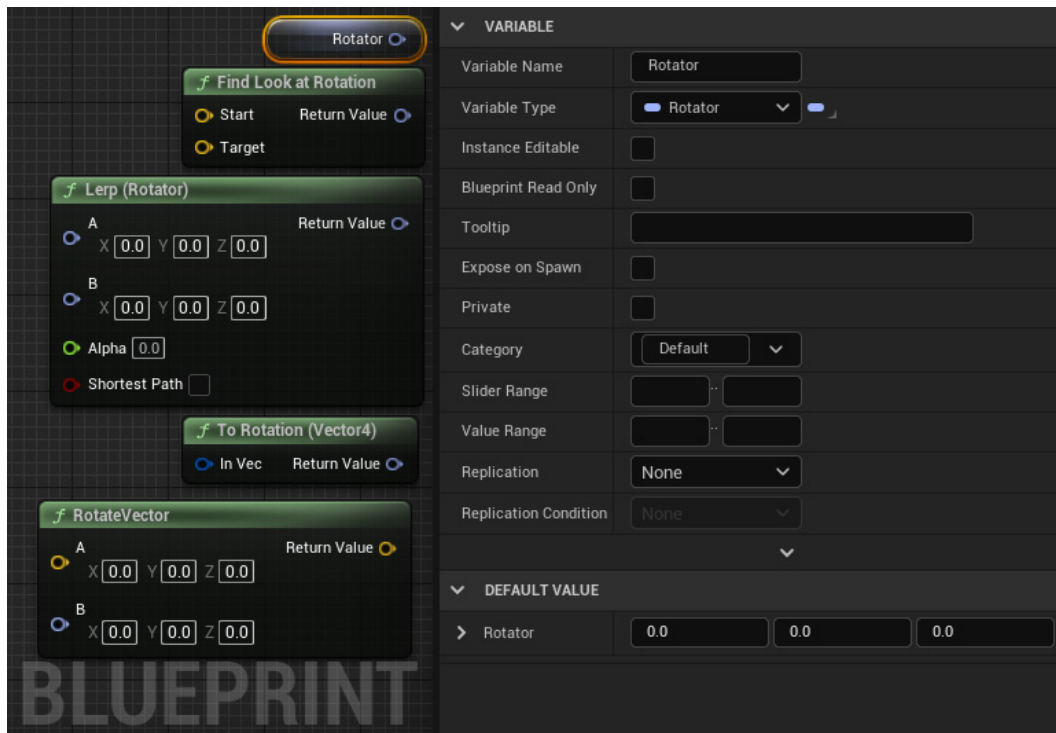 Rotator
f Find Look at Rotation
Start Return Value
Target
f Lerp (Rotator)
A Return Value
X 0.0 Y 0.0 Z 0.0
B
X 0.0 Y 0.0 Z 0.0
Alpha 0.0
Shortest Path
f To Rotation (Vector4)
In Vec Return Value
f RotateVector
A Return Value
X 0.0 Y 0.0 Z 0.0
B
X 0.0 Y 0.0 Z 0.0
BLUEPRINT
VARIABLE
Variable Name Rotator
Variable Type Rotator
Instance Editable
Blueprint Read Only
Tooltip
Expose on Spawn
Private
Category Default
Slider Range ..
Value Range ..
Replication None
Replication Condition None
DEFAULT VALUE
Rotator 0.0 0.0 0.0